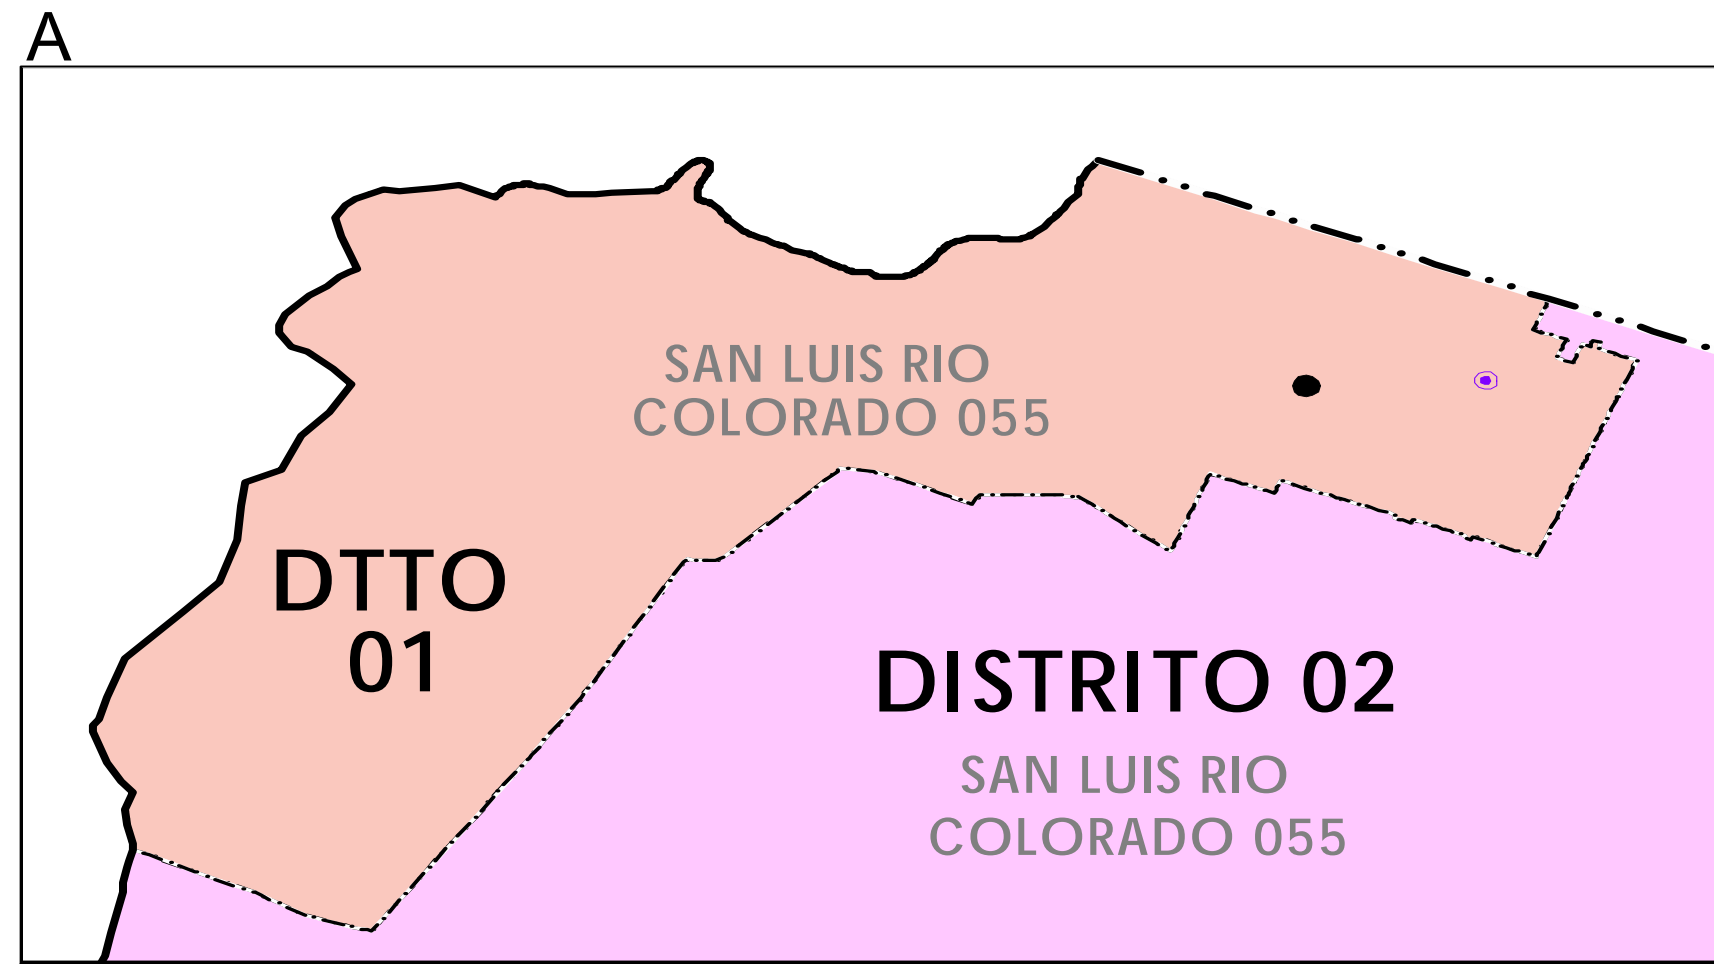 A
SAN LUIS RIO
COLORADO 055
DTTO
01
DISTRITO 02
SAN LUIS RIO
COLORADO 055